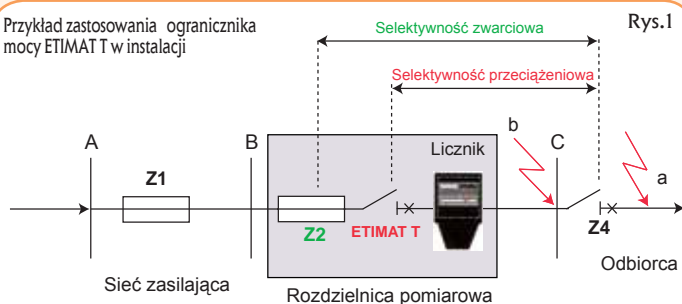 Przykład zastosowania ogranicznika
mocy ETIMAT T w instalacji
Rys.1
Selektywność zwarciowa
Selektywność przeciążeniowa
A
B
b
C
a
Z1
Licznik
Z2
ETIMAT T
Z4
Odbiorca
Sieć zasilająca
Rozdzielnica pomiarowa